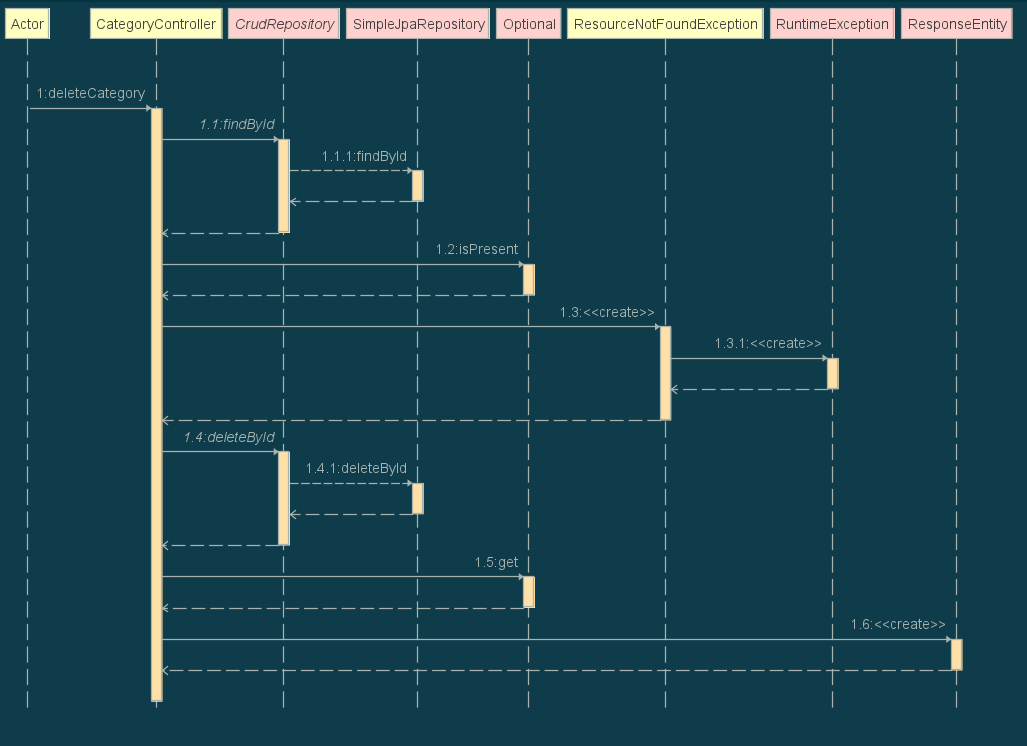 Actor
CategoryController
CrudRepository
SimpleJpaRepository
Optional
ResourceNotFoundException
RuntimeException
ResponseEntity
1:deleteCategory
1.1:findById
1.1.1:findById
1.2:isPresent
1.3:<<create>>
1.3.1:<<create>>
1.4:deleteById
1.4.1:deleteById
1.5:get
1.6:<<create>>